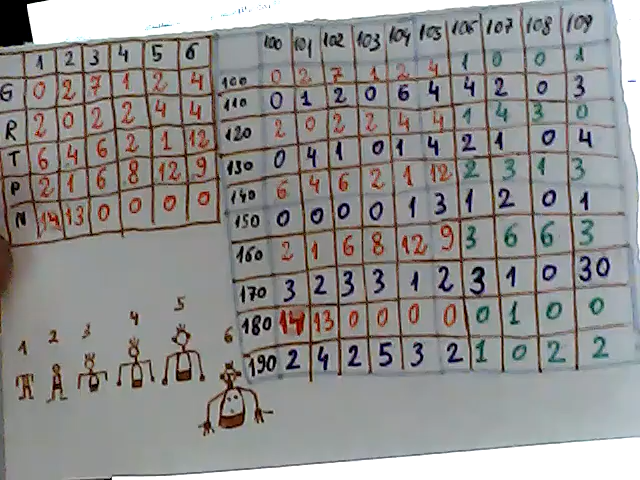 1 2 3 4 5 6
G 0 2 7 1 2 4
R 2 0 2 2 4 4
T 6 4 6 2 1 12
P 2 1 6 8 12 9
N 14 13 0 0 0 0
100 101 102 103 104 105 106 107 108 109
100 0 2 7 1 2 4 1 0 0 1
110 0 1 2 0 6 4 4 2 0 3
120 2 0 2 2 4 4 1 4 3 0
130 0 4 1 0 1 4 2 1 0 4
140 6 4 6 2 1 12 2 3 1 3
150 0 0 0 0 1 3 1 2 0 1
160 2 1 6 8 12 9 3 6 6 3
170 3 2 3 3 1 2 3 1 0 30
180 14 13 0 0 0 0 0 1 0 0
190 2 4 2 5 3 2 1 0 2 2
1 2 3 4 5 6